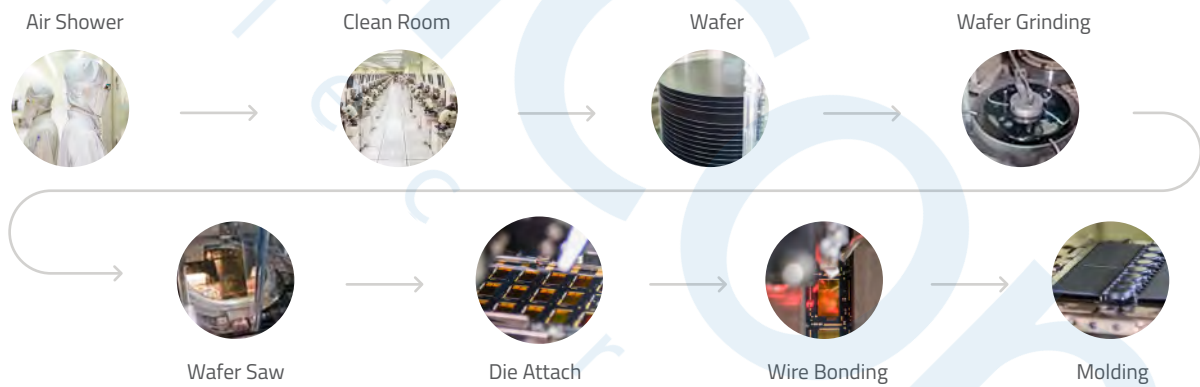 Air Shower
Clean Room
Wafer
Wafer Grinding
Wafer Saw
Die Attach
Wire Bonding
Molding